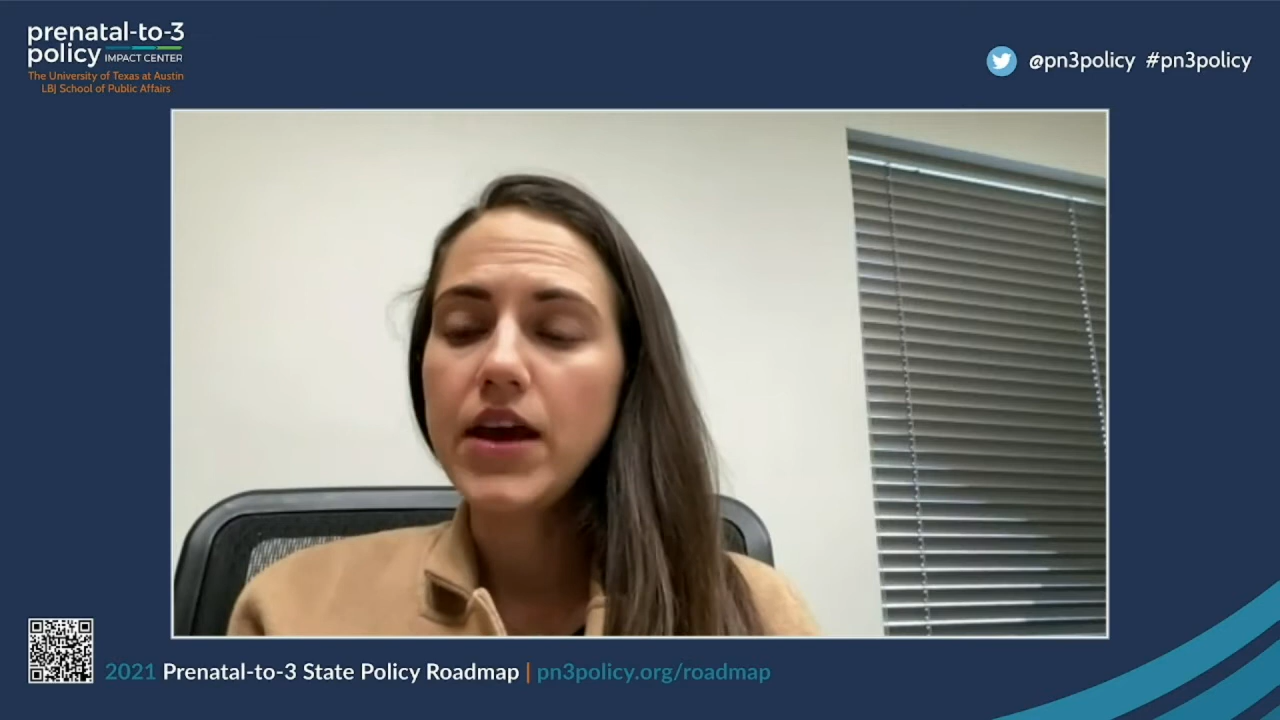 prenatal-to-3
policy IMPACT CENTER
The University of Texas at Austin
LBJ School of Public Affairs
@pn3policy #pn3policy
2021 Prenatal-to-3 State Policy Roadmap | pn3policy.org/roadmap